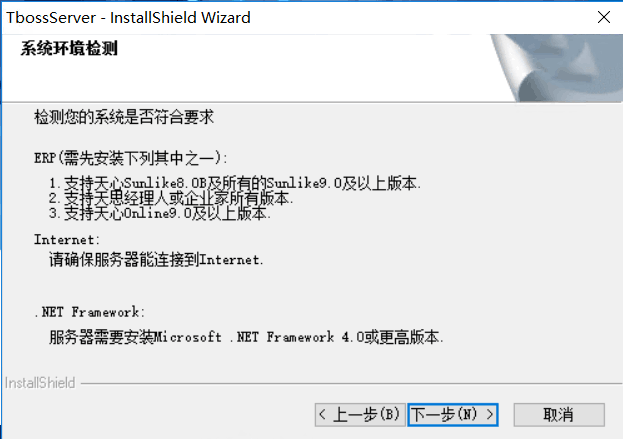 TbossServer - InstallShield Wizard
系统环境检测
检测您的系统是否符合要求
ERP(需先安装下列其中之一):
1.支持天心Sunlike8.0B及所有的Sunlike9.0及以上版本.
2.支持天思经理人或企业家所有版本.
3.支持天心Online9.0及以上版本.
Internet:
请确保服务器能连接到Internet.
.NET Framework:
服务器需要安装Microsoft .NET Framework 4.0或更高版本.
InstallShield
< 上一步(B) 下一步(N) > 取消